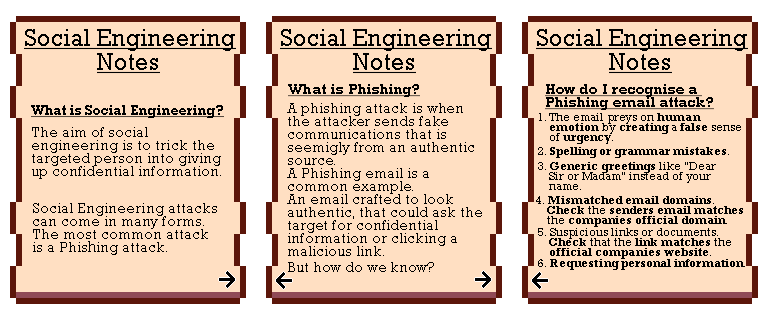 Social Engineering
Notes
What is Social Engineering?
The aim of social
engineering is to trick the
targeted person into giving
up confidential information.
Social Engineering attacks
can come in many forms.
The most common attack
is a Phishing attack.
Social Engineering
Notes
What is Phishing?
A phishing attack is when
the attacker sends fake
communications that is
seemigly from an authentic
source.
A Phishing email is a
common example.
An email crafted to look
authentic, that could ask the
target for confidential
information or clicking a
malicious link.
But how do we know?
Social Engineering
Notes
How do I recognise a
Phishing email attack?
1. The email preys on human
emotion by creating a false sense
of urgency.
2. Spelling or grammar mistakes.
3. Generic greetings like "Dear
Sir or Madam" instead of your
name.
4. Mismatched email domains.
Check the senders email matches
the companies official domain.
5. Suspicious links or documents.
Check that the link matches the
official companies website.
6. Requesting personal information.